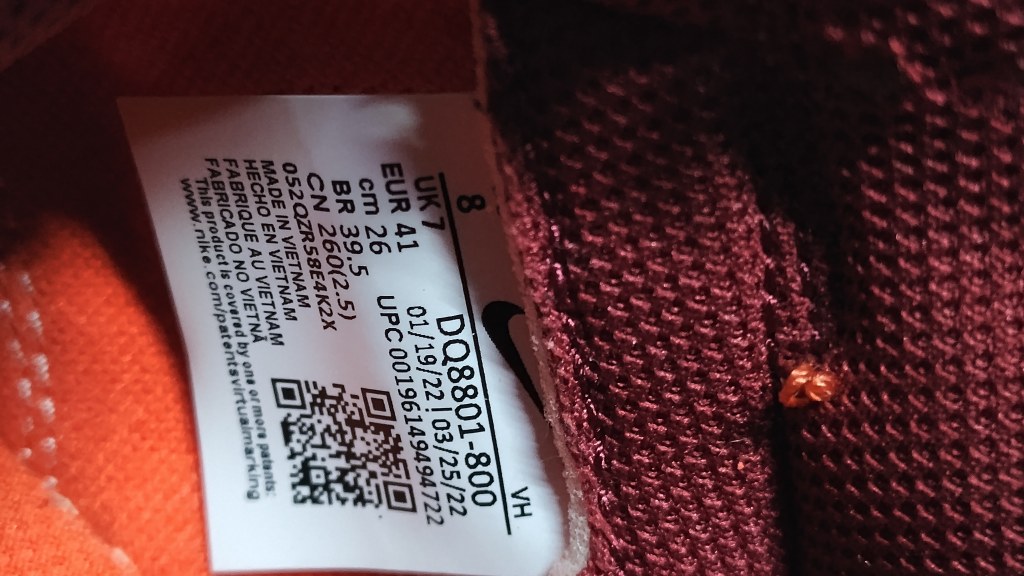 8
VH
UK 7
DQ8801-800
EUR 41
01/19/22 03/25/22
cm 26
UPC 00196149494722
BR 39.5
CN 260(2.5)
052QZR58E4K2X
MADE IN VIETNAM
HECHO EN VIETNAM
FABRIQUE AU VIETNAM
FABRICADO NO VIETNÃ
This product is covered by one or more patents:
www.nike.com/patentsvirtualmarking